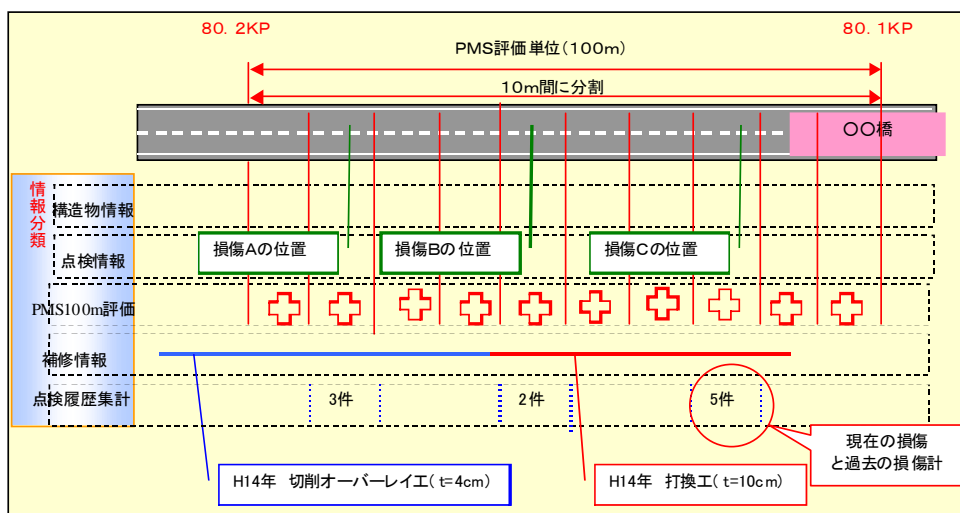 80.2KP
80.1KP
PMS評価単位(100m)
10m間に分割
〇〇橋
情報分類
構造物情報
点検情報
損傷Aの位置
損傷Bの位置
損傷Cの位置
PMS100m評価
補修情報
点検履歴集計
3件
2件
5件
現在の損傷
と過去の損傷計
H14年 切削オーバーレイ工(t=4cm)
H14年 打換工(t=10cm)